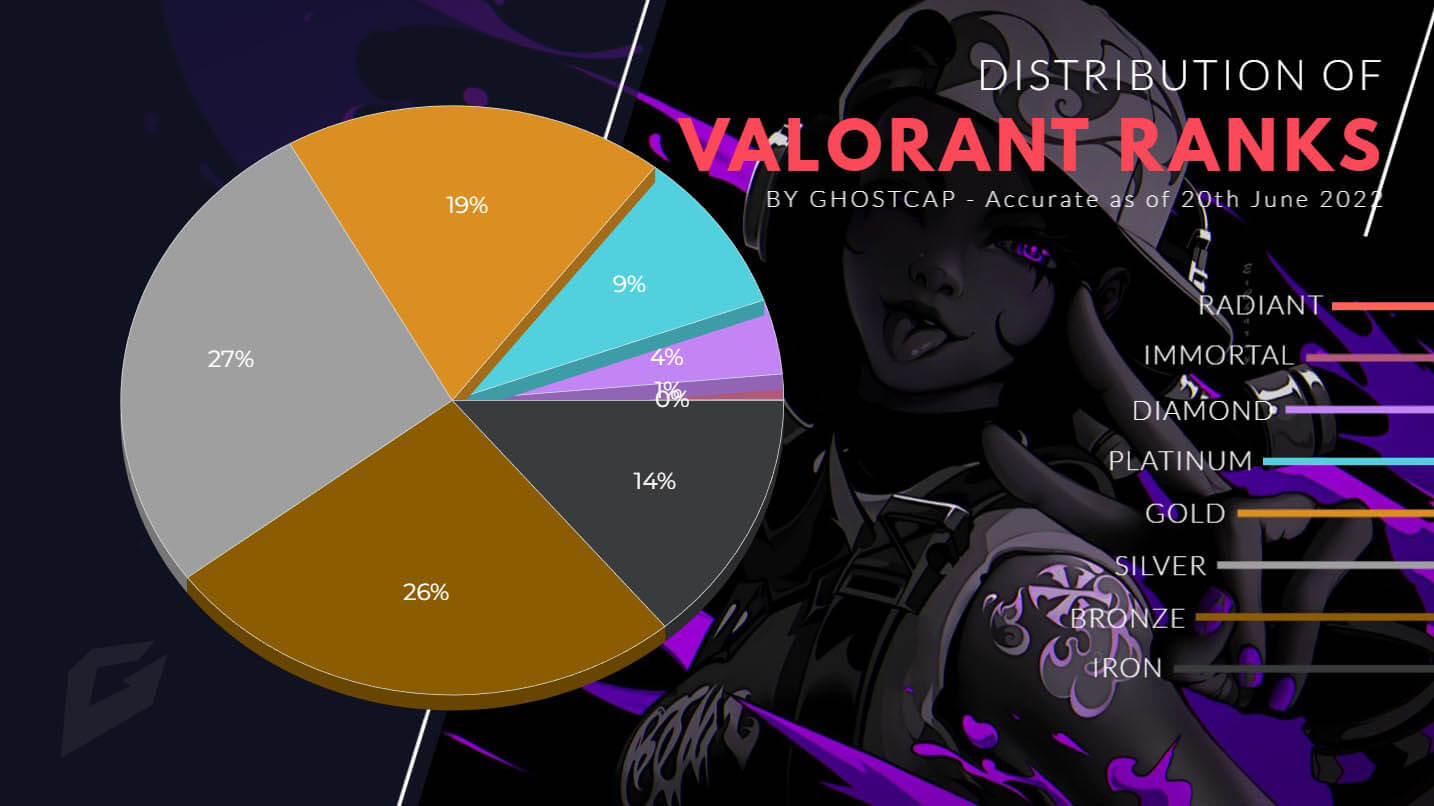 DISTRIBUTION OF
VALORANT RANKS
BY GHOSTCAP - Accurate as of 20th June 2022
19%
9%
27%
4%
1%
0%
14%
26%
RADIANT
IMMORTAL
DIAMOND
PLATINUM
GOLD
SILVER
BRONZE
IRON